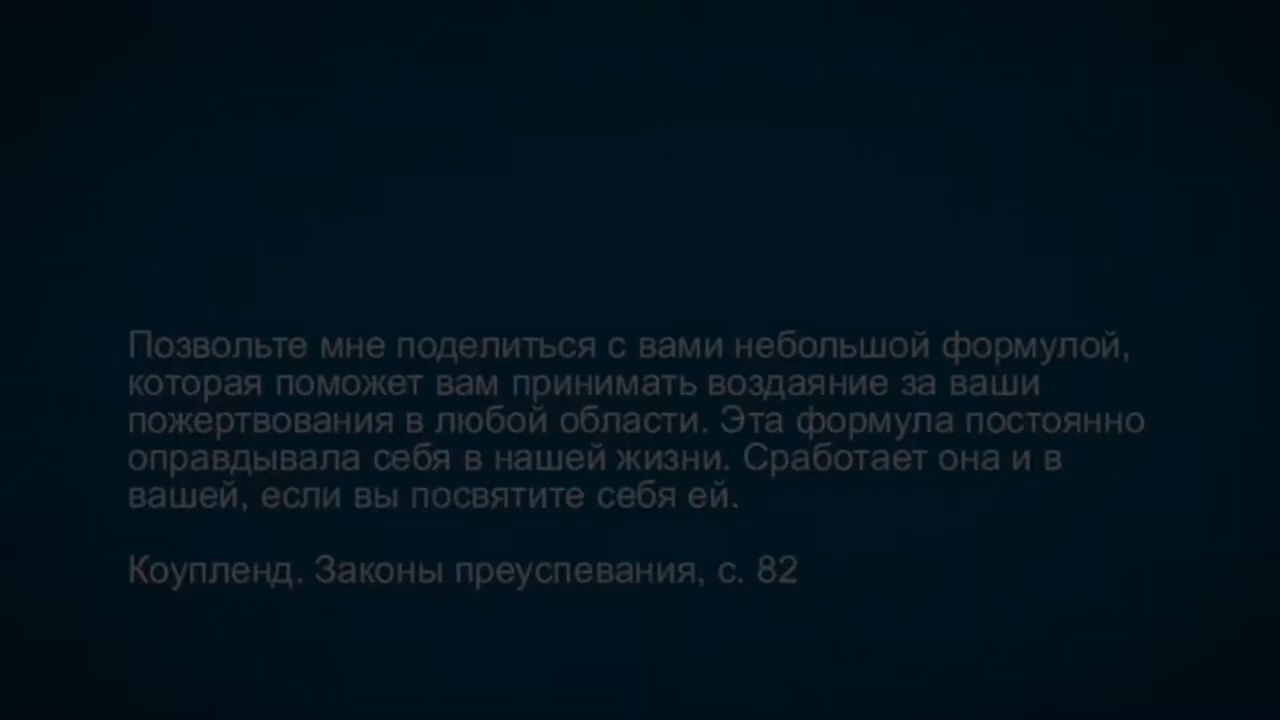 Позвольте мне поделиться с вами небольшой формулой,
которая поможет вам принимать воздаяние за ваши
пожертвования в любой области. Эта формула постоянно
оправдывала себя в нашей жизни. Сработает она и в
вашей, если вы посвятите себя ей.
Коупленд. Законы преуспевания, с. 82